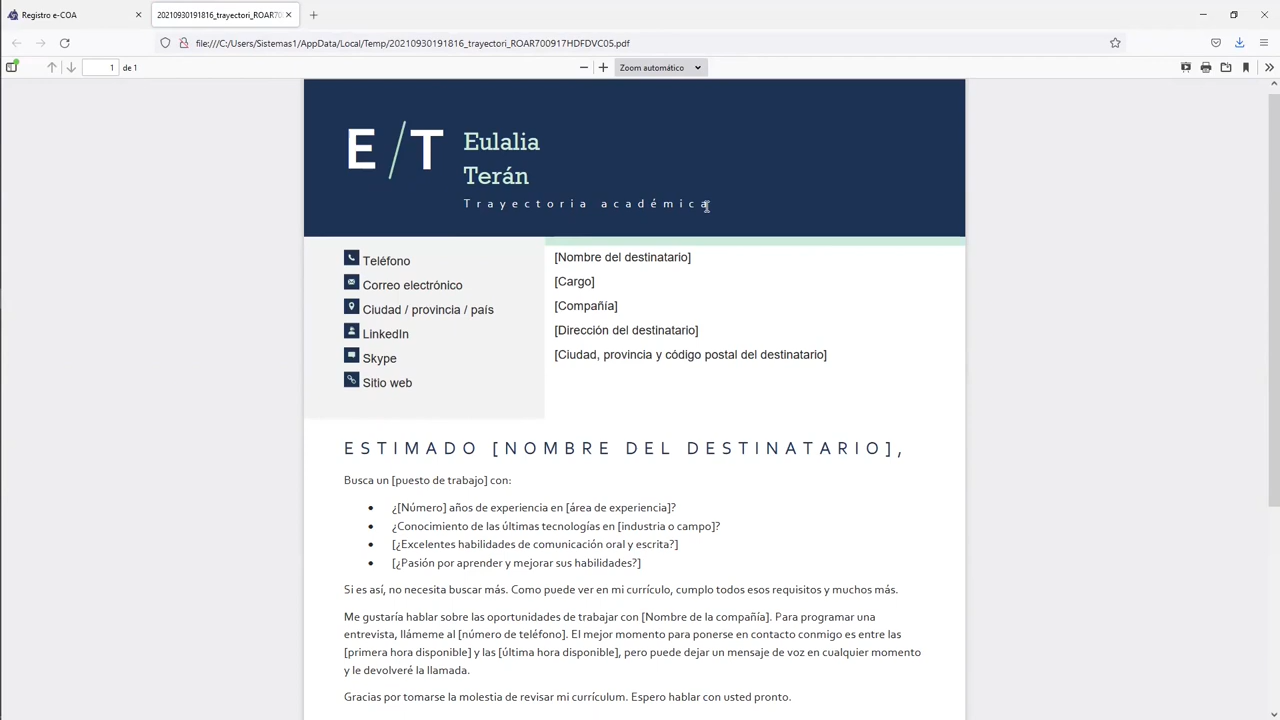 Registro e-COA
20210930191816_trayectori_ROAR70
file:///C:/Users/Sistemas1/AppData/Local/Temp/20210930191816_trayectori_ROAR700917HDFDVC05.pdf
1 de 1
Zoom automático
E/T
Eulalia
Terán
Trayectoria académica
Teléfono
Correo electrónico
Ciudad / provincia / país
LinkedIn
Skype
Sitio web
[Nombre del destinatario]
[Cargo]
[Compañía]
[Dirección del destinatario]
[Ciudad, provincia y código postal del destinatario]
ESTIMADO [NOMBRE DEL DESTINATARIO],
Busca un [puesto de trabajo] con:
• ¿[Número] años de experiencia en [área de experiencia]?
• ¿Conocimiento de las últimas tecnologías en [industria o campo]?
• [¿Excelentes habilidades de comunicación oral y escrita?]
• [¿Pasión por aprender y mejorar sus habilidades?]
Si es así, no necesita buscar más. Como puede ver en mi currículo, cumplo todos esos requisitos y muchos más.
Me gustaría hablar sobre las oportunidades de trabajar con [Nombre de la compañía]. Para programar una
entrevista, llámeme al [número de teléfono]. El mejor momento para ponerse en contacto conmigo es entre las
[primera hora disponible] y las [última hora disponible], pero puede dejar un mensaje de voz en cualquier momento
y le devolveré la llamada.
Gracias por tomarse la molestia de revisar mi currículum. Espero hablar con usted pronto.